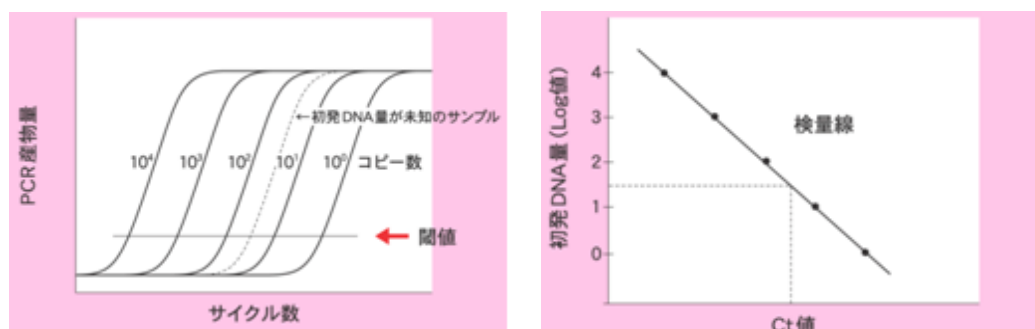 PCR産物量
←初発DNA量が未知のサンプル
10⁴ 10³ 10² 10¹ 10⁰ コピー数
閾値
サイクル数
初発DNA量(Log値)
4
3
2
1
0
検量線
Ct値